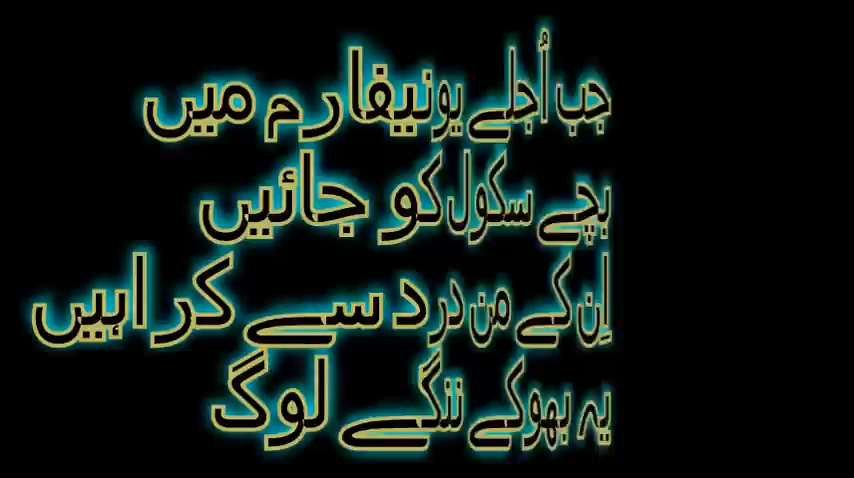 جب اُجلے یونیفارم میں
بچے سکول کو جائیں
اِن کے من درد سے کراہیں
یہ بھوکے ننگے لوگ